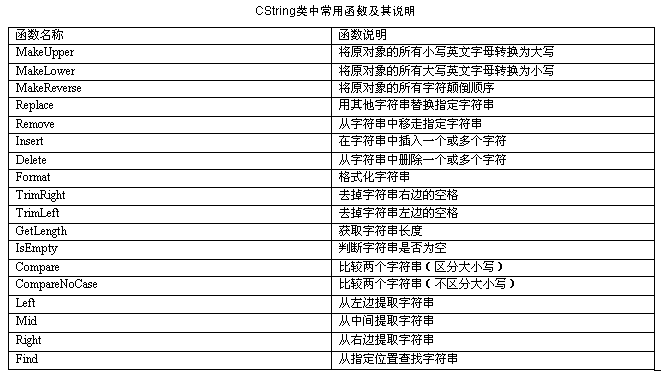 CString类中常用函数及其说明
函数名称 函数说明
MakeUpper 将原对象的所有小写英文字母转换为大写
MakeLower 将原对象的所有大写英文字母转换为小写
MakeReverse 将原对象的所有字符颠倒顺序
Replace 用其他字符串替换指定字符串
Remove 从字符串中移走指定字符串
Insert 在字符串中插入一个或多个字符
Delete 从字符串中删除一个或多个字符
Format 格式化字符串
TrimRight 去掉字符串右边的空格
TrimLeft 去掉字符串左边的空格
GetLength 获取字符串长度
IsEmpty 判断字符串是否为空
Compare 比较两个字符串（区分大小写）
CompareNoCase 比较两个字符串（不区分大小写）
Left 从左边提取字符串
Mid 从中间提取字符串
Right 从右边提取字符串
Find 从指定位置查找字符串